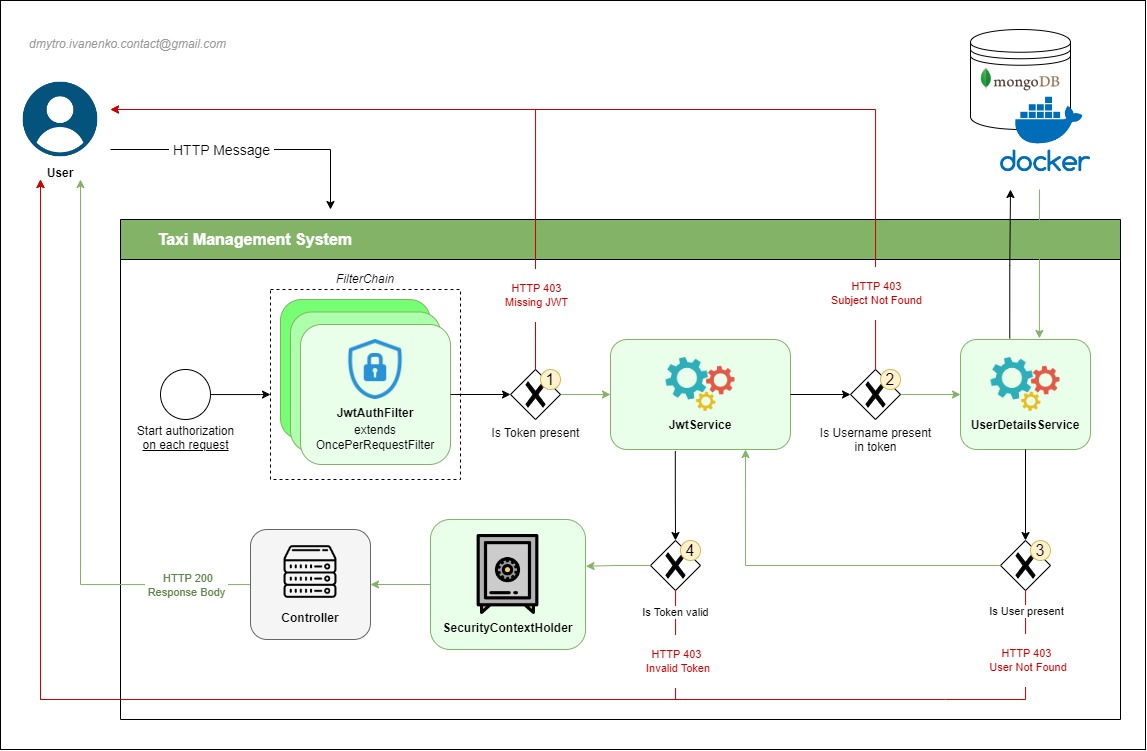 dmytro.ivanenko.contact@gmail.com
mongoDB
docker
User
HTTP Message
Taxi Management System
FilterChain
HTTP 403
Missing JWT
HTTP 403
Subject Not Found
Start authorization
on each request
JwtAuthFilter
extends
OncePerRequestFilter
1
Is Token present
JwtService
2
Is Username present
in token
UserDetailsService
HTTP 200
Response Body
Controller
SecurityContextHolder
4
Is Token valid
HTTP 403
Invalid Token
3
Is User present
HTTP 403
User Not Found